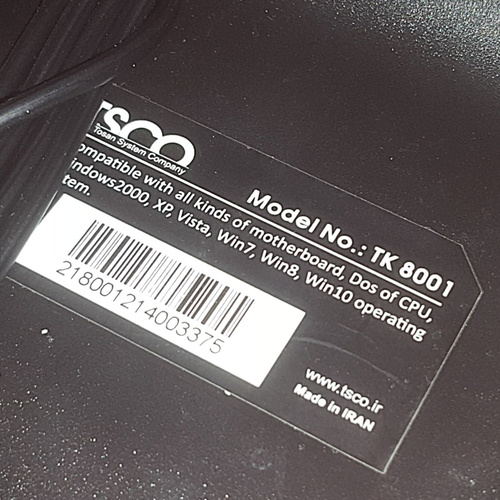 TSCO
Tosan System Company
Model No.: TK 8001
ompatible with all kinds of motherboard, Dos of CPU,
indows2000, XP, Vista, Win7, Win8, Win10 operating
tem.
218001214003375
www.tsco.ir
Made in IRAN